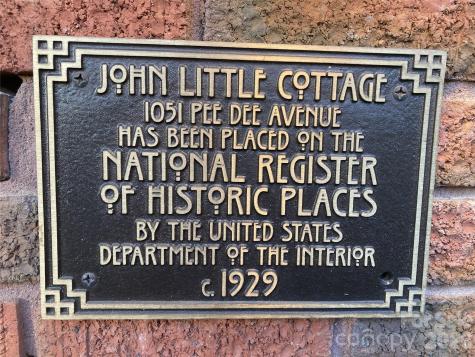 JOHN LITTLE COTTAGE
1051 PEE DEE AVENUE
HAS BEEN PLACED ON THE
NATIONAL REGISTER
OF HISTORIC PLACES
BY THE UNITED STATES
DEPARTMENT OF THE INTERIOR
C. 1929
canopy